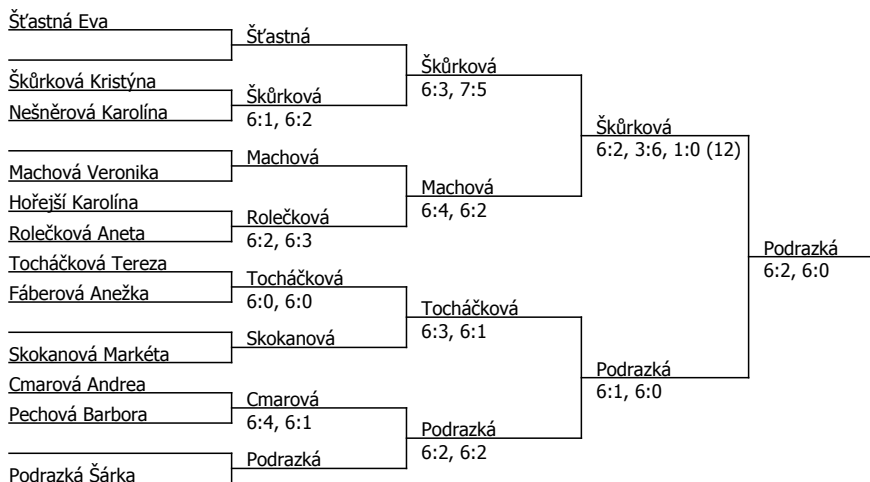 Šťastná Eva
Šťastná
Škůrková
6:3, 7:5
Škůrková Kristýna
Nešněrová Karolína
Škůrková
6:1, 6:2
Škůrková
6:2, 3:6, 1:0 (12)
Machová Veronika
Machová
Machová
6:4, 6:2
Hořejší Karolína
Rolečková Aneta
Rolečková
6:2, 6:3
Podrazká
6:2, 6:0
Tocháčková Tereza
Fáberová Anežka
Tocháčková
6:0, 6:0
Tocháčková
6:3, 6:1
Skokanová
Skokanová Markéta
Podrazká
6:1, 6:0
Cmarová Andrea
Pechová Barbora
Cmarová
6:4, 6:1
Podrazká
6:2, 6:2
Podrazká
Podrazká Šárka